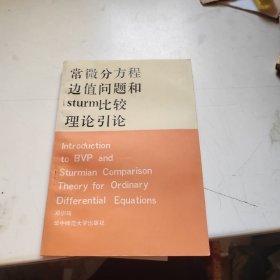 常微分方程
边值问题和
sturm比较
理论引论
Introduction
to BVP and
Sturmian Comparison
Theory for Ordinary
Differential Equations
华中师范大学出版社